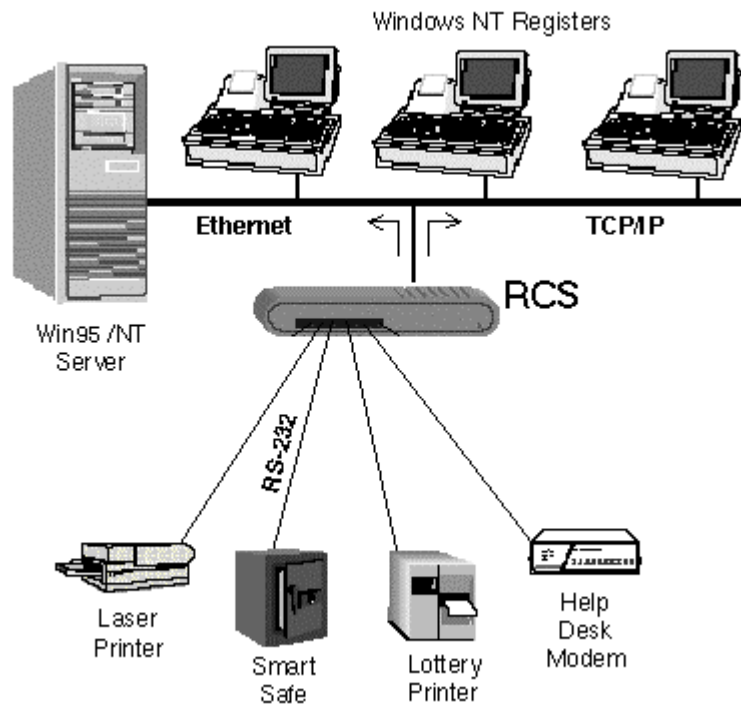 Windows NT Registers
Ethernet
TCP/IP
RCS
Win95 /NT
Server
RS-232
Laser
Printer
Smart
Safe
Lottery
Printer
Help
Desk
Modem